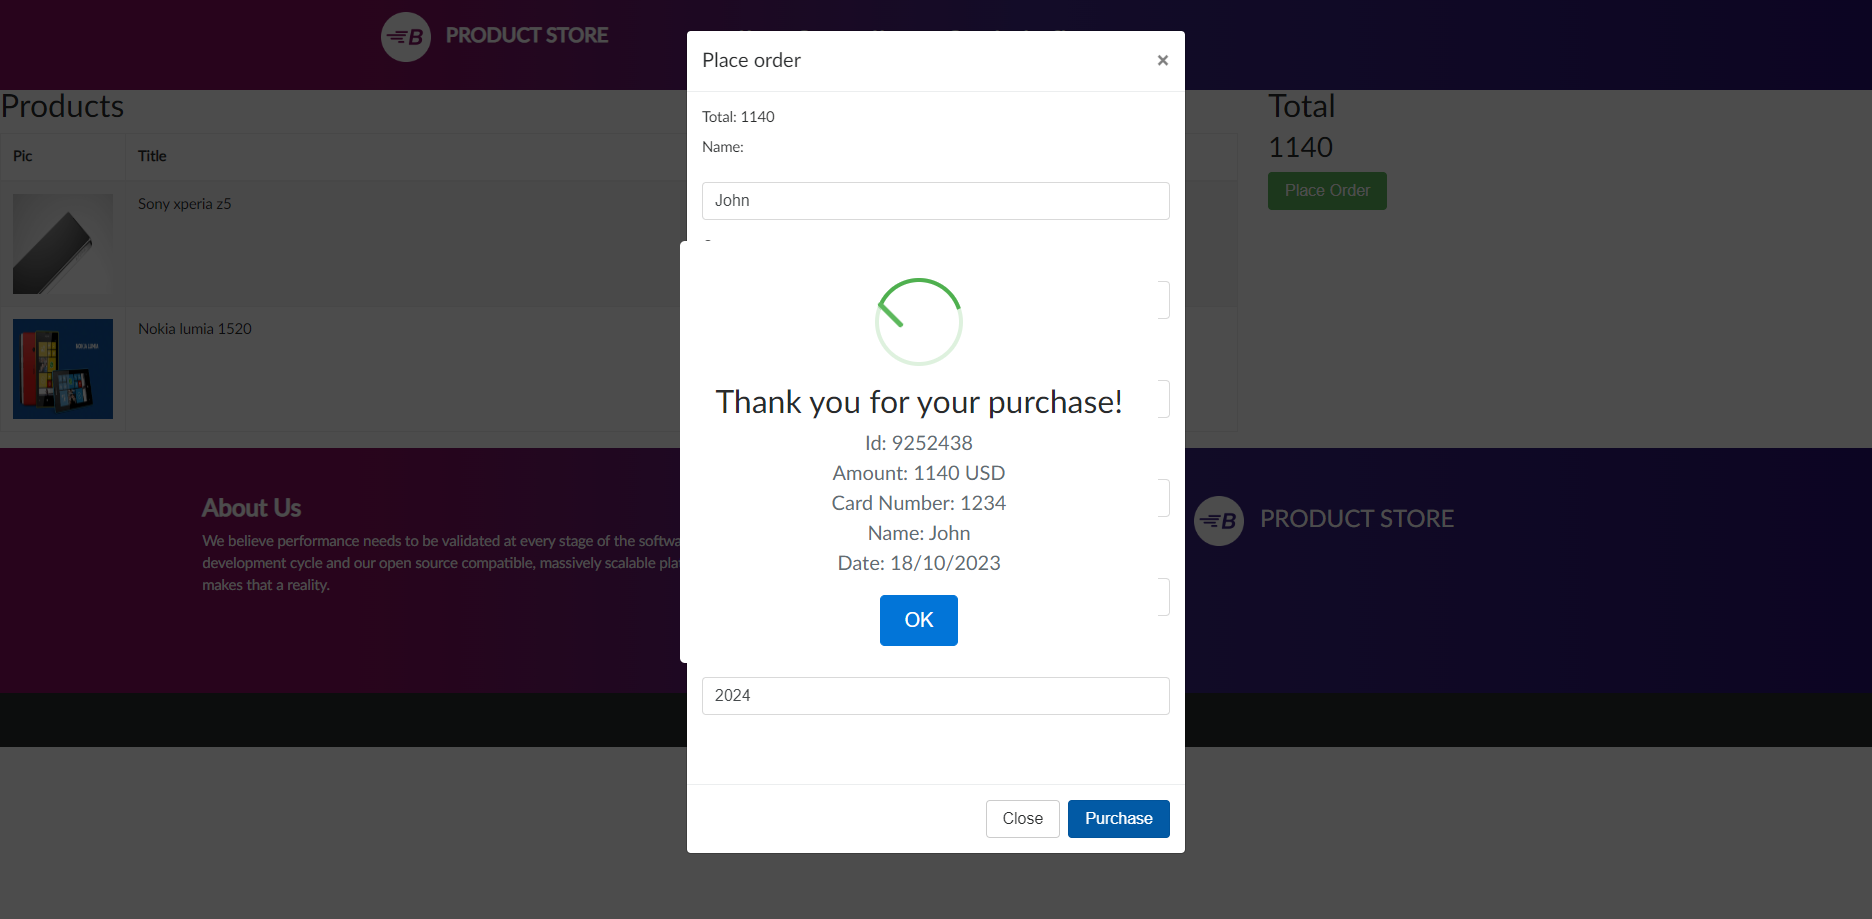 B PRODUCT STORE
Place order ×
Total: 1140
Name:
John
Products
Pic Title
Sony xperia z5
Nokia lumia 1520
NOKIA LUMIA
Total
1140
Place Order
Thank you for your purchase!
Id: 9252438
Amount: 1140 USD
Card Number: 1234
Name: John
Date: 18/10/2023
OK
2024
Close Purchase
About Us
We believe performance needs to be validated at every stage of the softwa
development cycle and our open source compatible, massively scalable plat
makes that a reality.
B PRODUCT STORE